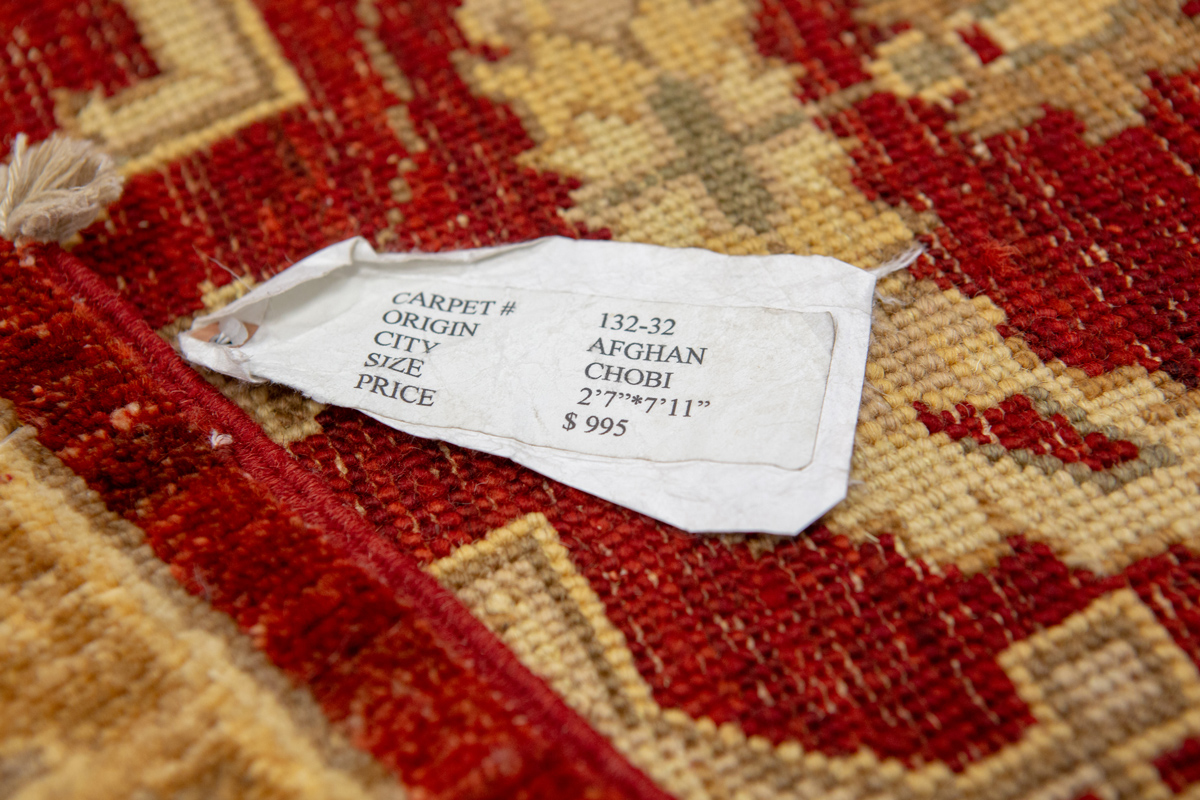 CARPET # 132-32
ORIGIN AFGHAN
CITY CHOBI
SIZE 2’7”*7’11”
PRICE $ 995